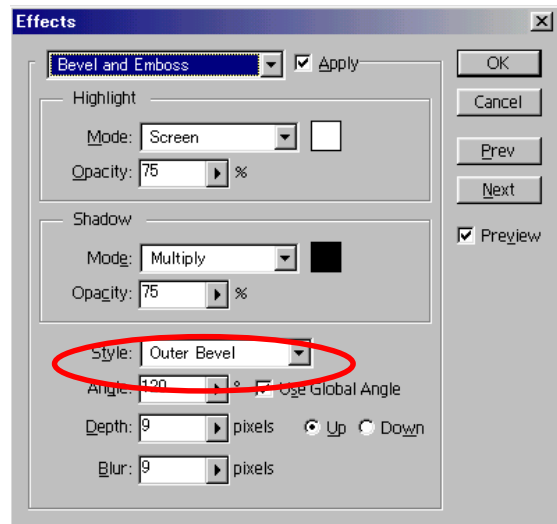 Effects
Bevel and Emboss Apply OK
Highlight Cancel
Mode: Screen
Prev
Opacity: 75 %
Next
Shadow
Preview
Mode: Multiply
Opacity: 75 %
Style: Outer Bevel
Angle: 120 ° Use Global Angle
Depth: 9 pixels Up Down
Blur: 9 pixels